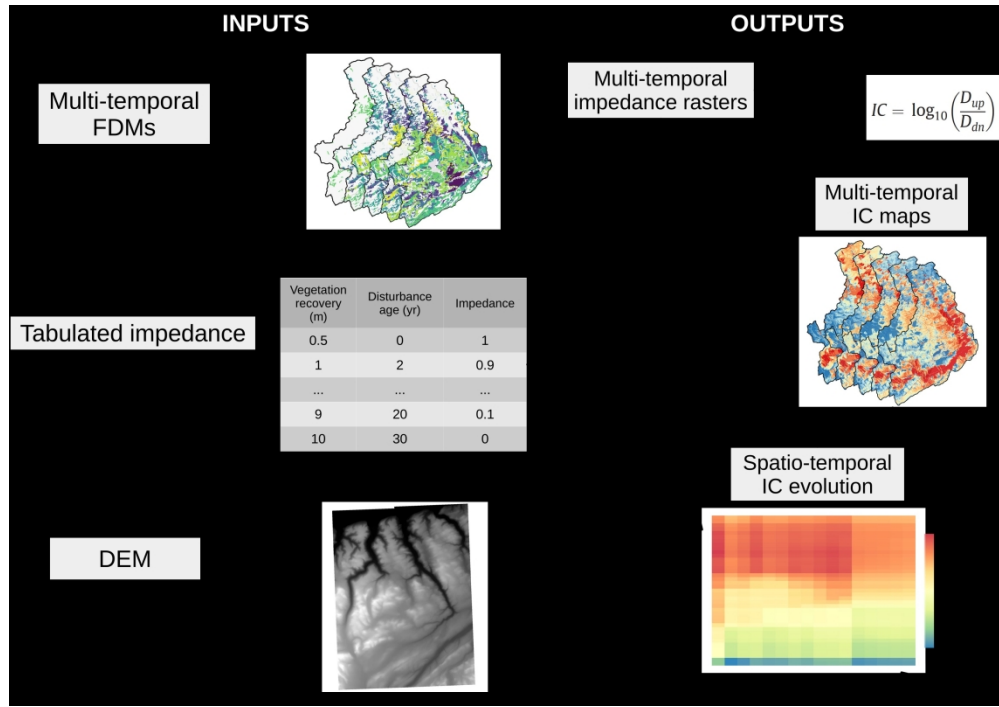 INPUTS
Multi-temporal
FDMs
Tabulated impedance
Vegetation
recovery
(m)
Disturbance
age (yr)
Impedance
0.5 0 1
1 2 0.9
... ... ...
9 20 0.1
10 30 0
DEM
OUTPUTS
Multi-temporal
impedance rasters
IC = log10(Dup/Ddn)
Multi-temporal
IC maps
Spatio-temporal
IC evolution